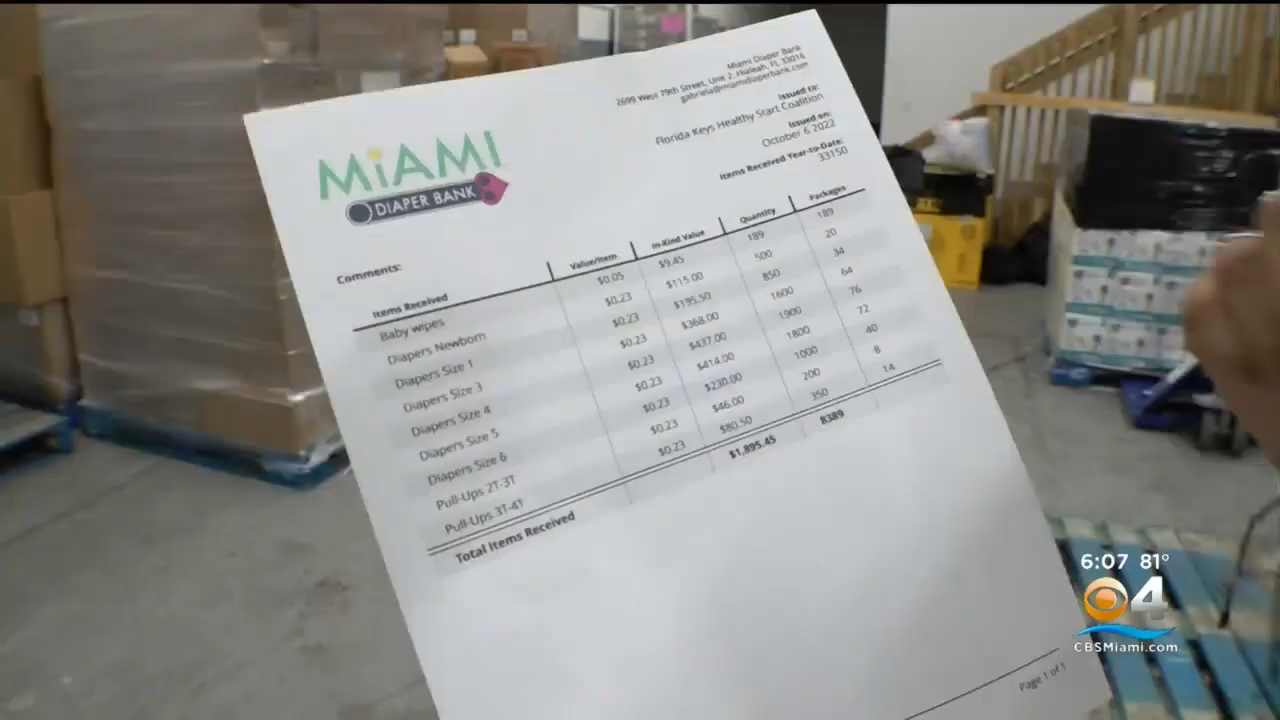 Miami Diaper Bank
2699 West 79th Street, Unit 2, Hialeah, FL 33016
gabriela@miamidiaperbank.com
Issued to:
Florida Keys Healthy Start Coalition
Issued on:
October 6 2022
Items Received Year-to-Date:
33150
MiAMI
DIAPER BANK
Comments:
Items Received Value/Item In-Kind Value Quantity Packages
Baby wipes $0.05 $9.45 189 189
Diapers Newborn $0.23 $115.00 500 20
Diapers Size 1 $0.23 $195.50 850 34
Diapers Size 3 $0.23 $368.00 1600 64
Diapers Size 4 $0.23 $437.00 1900 76
Diapers Size 5 $0.23 $414.00 1800 72
Diapers Size 6 $0.23 $230.00 1000 40
Pull-Ups 2T-3T $0.23 $46.00 200 8
Pull-Ups 3T-4T $0.23 $80.50 350 14
Total Items Received $1,895.45 8389
Page 1 of 1
6:07 81°
4
CBSMiami.com